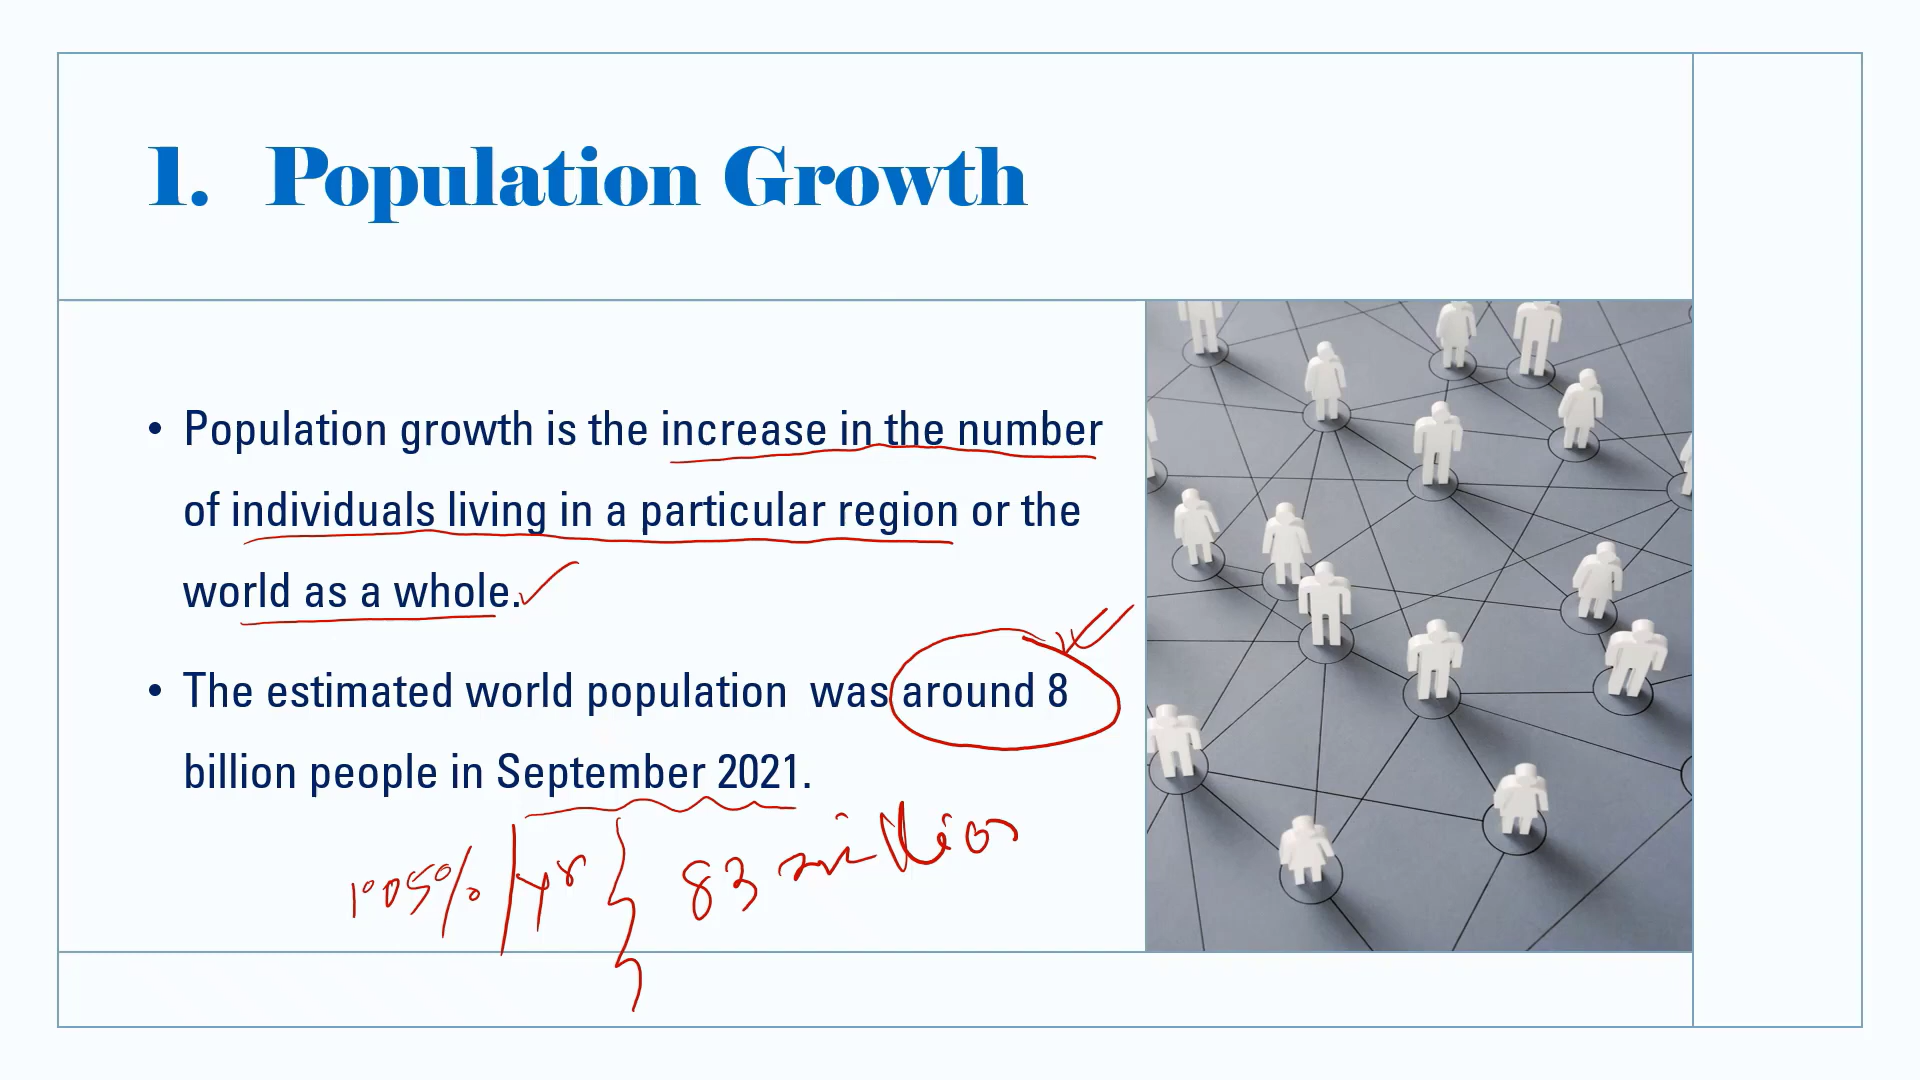 1. Population Growth
• Population growth is the increase in the number
of individuals living in a particular region or the
world as a whole.
• The estimated world population was around 8
billion people in September 2021.
1.05% / yr } 83 million